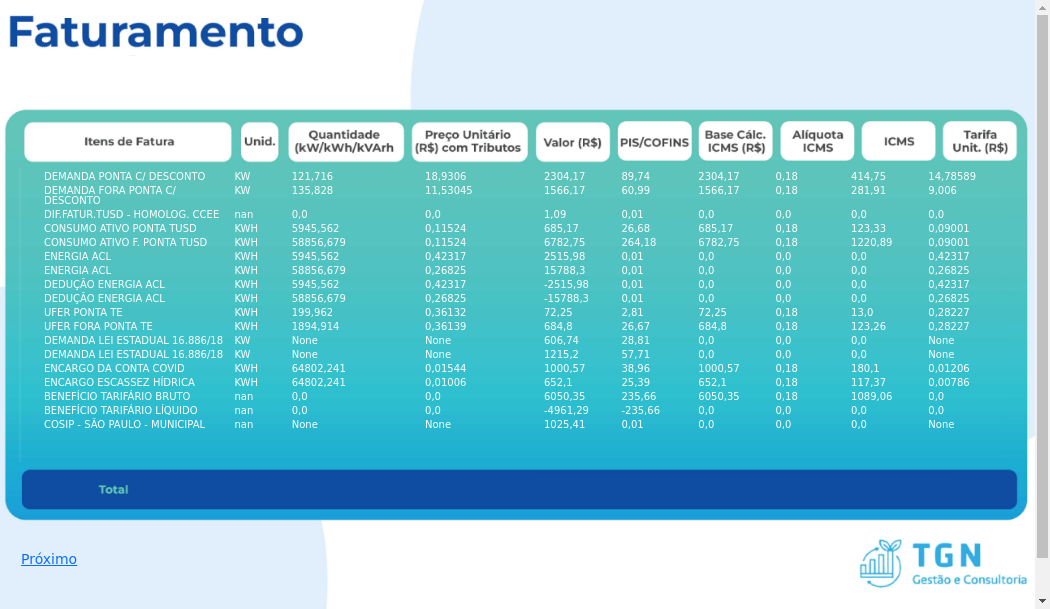 Faturamento
Itens de Fatura Unid. Quantidade (kW/kWh/kVArh Preço Unitário (R$) com Tributos Valor (R$) PIS/COFINS Base Cálc. ICMS (R$) Alíquota ICMS ICMS Tarifa Unit. (R$)
DEMANDA PONTA C/ DESCONTO KW 121,716 18,9306 2304,17 89,74 2304,17 0,18 414,75 14,78589
DEMANDA FORA PONTA C/ KW 135,828 11,53045 1566,17 60,99 1566,17 0,18 281,91 9,006
DESCONTO
DIF.FATUR.TUSD - HOMOLOG. CCEE nan 0,0 0,0 1,09 0,01 0,0 0,0 0,0 0,0
CONSUMO ATIVO PONTA TUSD KWH 5945,562 0,11524 685,17 26,68 685,17 0,18 123,33 0,09001
CONSUMO ATIVO F. PONTA TUSD KWH 58856,679 0,11524 6782,75 264,18 6782,75 0,18 1220,89 0,09001
ENERGIA ACL KWH 5945,562 0,42317 2515,98 0,01 0,0 0,0 0,0 0,42317
ENERGIA ACL KWH 58856,679 0,26825 15788,3 0,01 0,0 0,0 0,0 0,26825
DEDUÇÃO ENERGIA ACL KWH 5945,562 0,42317 -2515,98 0,01 0,0 0,0 0,0 0,42317
DEDUÇÃO ENERGIA ACL KWH 58856,679 0,26825 -15788,3 0,01 0,0 0,0 0,0 0,26825
UFER PONTA TE KWH 199,962 0,36132 72,25 2,81 72,25 0,18 13,0 0,28227
UFER FORA PONTA TE KWH 1894,914 0,36139 684,8 26,67 684,8 0,18 123,26 0,28227
DEMANDA LEI ESTADUAL 16.886/18 KW None None 606,74 28,81 0,0 0,0 0,0 None
DEMANDA LEI ESTADUAL 16.886/18 KW None None 1215,2 57,71 0,0 0,0 0,0 None
ENCARGO DA CONTA COVID KWH 64802,241 0,01544 1000,57 38,96 1000,57 0,18 180,1 0,01206
ENCARGO ESCASSEZ HÍDRICA KWH 64802,241 0,01006 652,1 25,39 652,1 0,18 117,37 0,00786
BENEFÍCIO TARIFÁRIO BRUTO nan 0,0 0,0 6050,35 235,66 6050,35 0,18 1089,06 0,0
BENEFÍCIO TARIFÁRIO LÍQUIDO nan 0,0 0,0 -4961,29 -235,66 0,0 0,0 0,0 0,0
COSIP - SÃO PAULO - MUNICIPAL nan None None 1025,41 0,01 0,0 0,0 0,0 None
Total
Próximo
TGN
Gestão e Consultoria